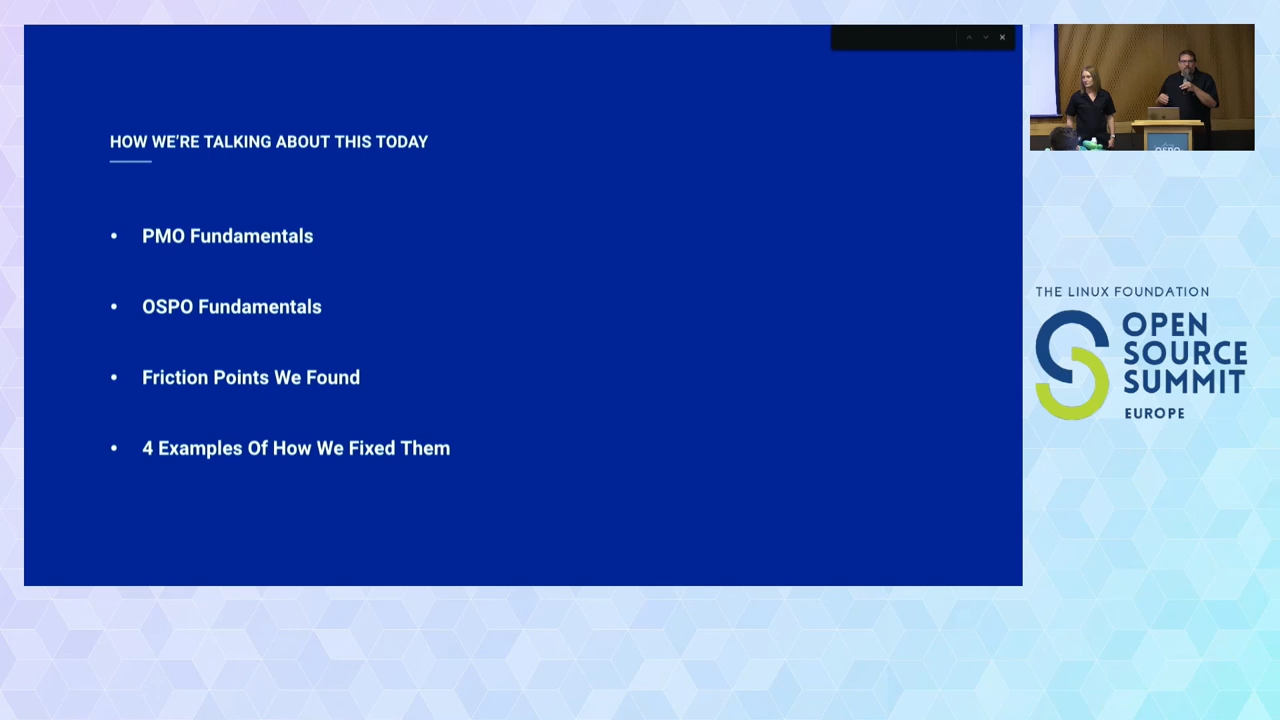 HOW WE'RE TALKING ABOUT THIS TODAY
• PMO Fundamentals
• OSPO Fundamentals
• Friction Points We Found
• 4 Examples Of How We Fixed Them
OSPO
THE LINUX FOUNDATION
OPEN
SOURCE
SUMMIT
EUROPE